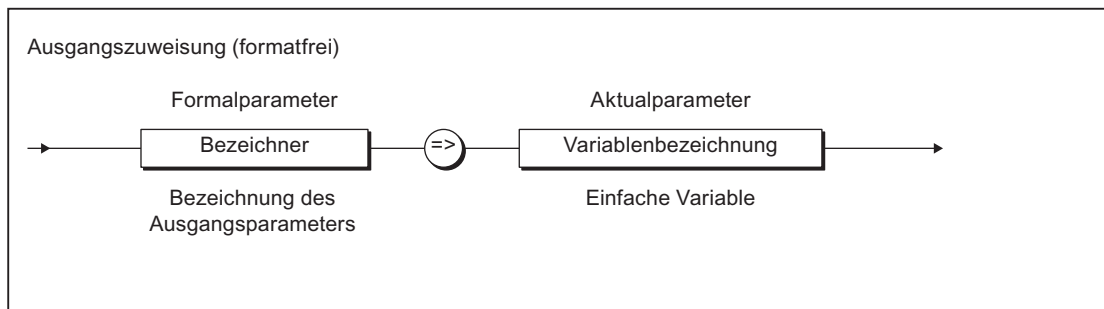 Ausgangszuweisung (formatfrei)
Formalparameter
Aktualparameter
Bezeichner
=>
Variablenbezeichnung
Bezeichnung des
Ausgangsparameters
Einfache Variable